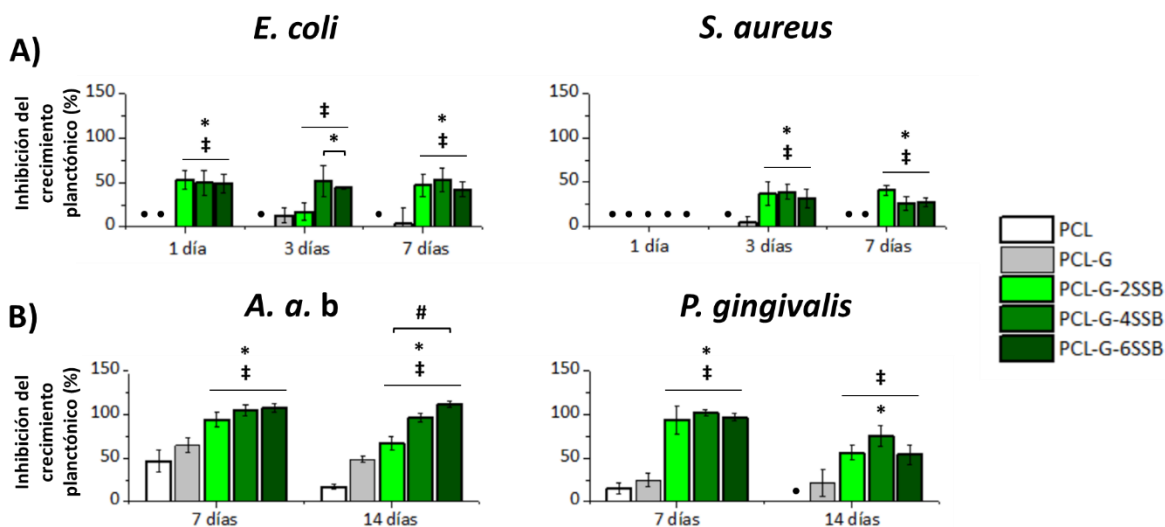 E. coli
S. aureus
A)
Inhibición del
crecimiento
planctónico (%)
150
100
50
0
*
‡
‡
*
*
‡
1 día
3 días
7 días
150
100
50
0
*
‡
*
‡
1 día
3 días
7 días
PCL
PCL-G
PCL-G-2SSB
PCL-G-4SSB
PCL-G-6SSB
A. a. b
P. gingivalis
B)
Inhibición del
crecimiento
planctónico (%)
150
100
50
0
*
‡
#
*
‡
7 días
14 días
150
100
50
0
*
‡
‡
*
7 días
14 días